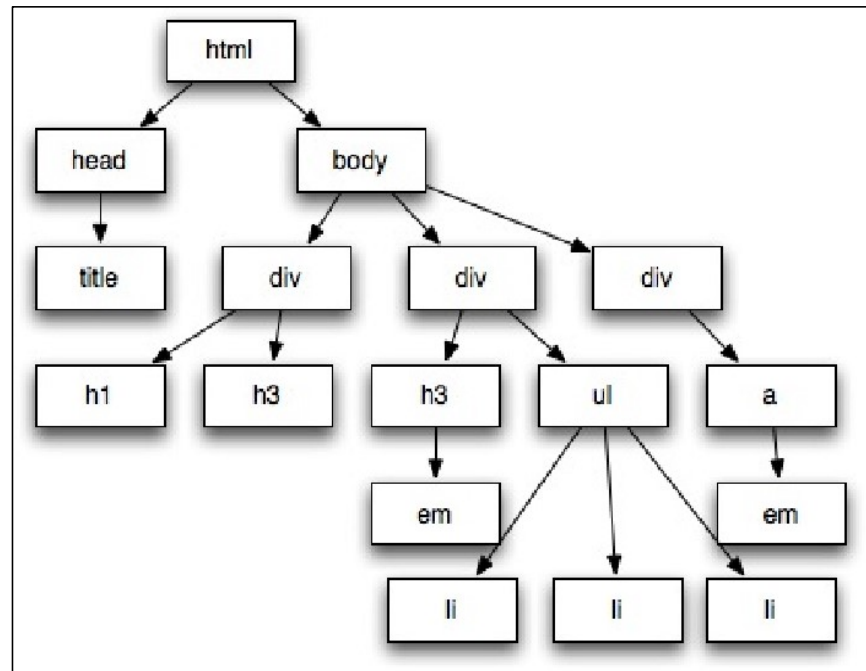 html
head body
title div div div
h1 h3 h3 ul a
em em
li li li